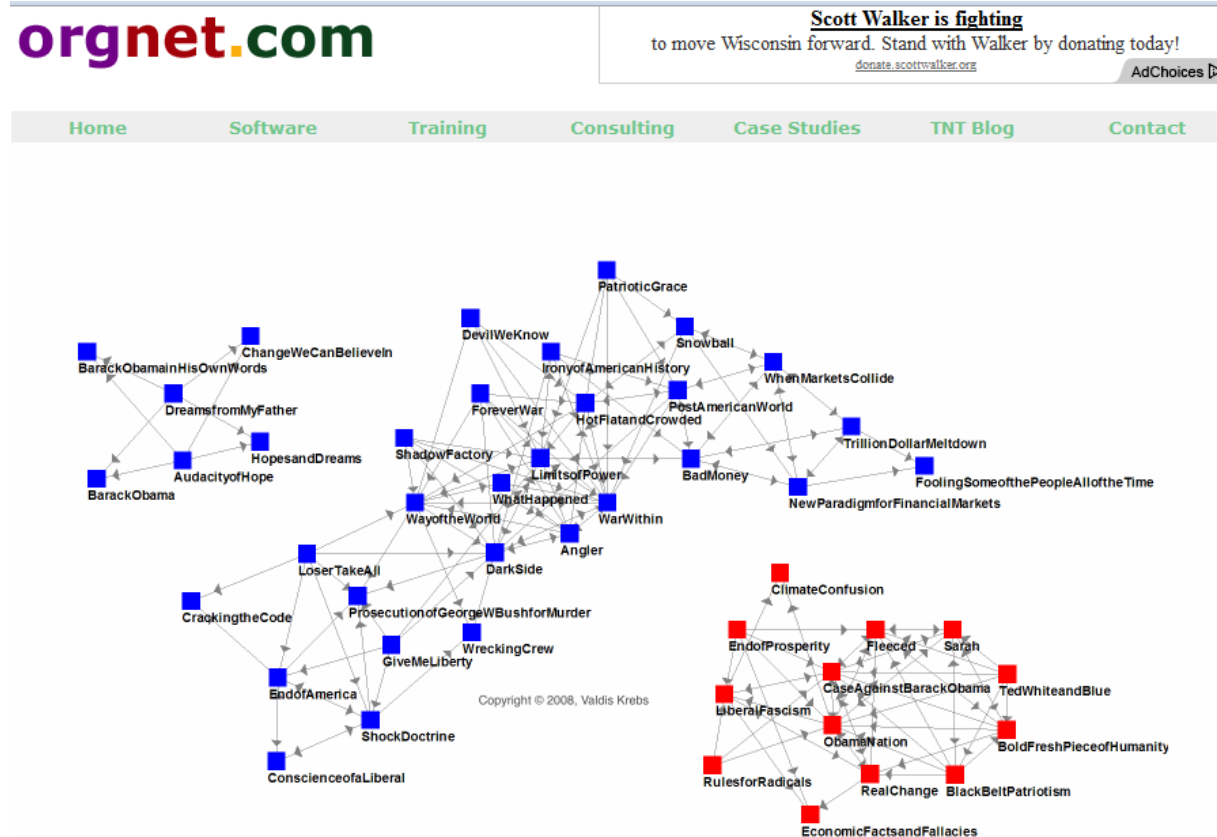 orgnet.com
Scott Walker is fighting
to move Wisconsin forward. Stand with Walker by donating today!
donate.scottwalker.org
AdChoices
Home Software Training Consulting Case Studies TNT Blog Contact
PatrioticGrace
DevilWeKnow
Snowball
ChangeWeCanBelieveIn
BarackObamainHisOwnWords
IronyofAmericanHistory
WhenMarketsCollide
DreamsfromMyFather
ForeverWar
HotFlatandCrowded
PostAmericanWorld
TrillionDollarMeltdown
HopesandDreams
ShadowFactory
AudacityofHope
LimitsofPower
BadMoney
FoolingSomeofthePeopleAlloftheTime
BarackObama
WhatHappened
NewParadigmforFinancialMarkets
WayoftheWorld
WarWithin
Angler
LoserTakeAll
DarkSide
ClimateConfusion
CrackingtheCode
ProsecutionofGeorgeWBushforMurder
WreckingCrew
EndofProsperity
Fleeced
Sarah
GiveMeLiberty
EndofAmerica
CaseAgainstBarackObama
TedWhiteandBlue
Copyright © 2008, Valdis Krebs
LiberalFascism
ShockDoctrine
ObamaNation
BoldFreshPieceofHumanity
ConscienceofaLiberal
RulesforRadicals
RealChange
BlackBeltPatriotism
EconomicFactsandFallacies